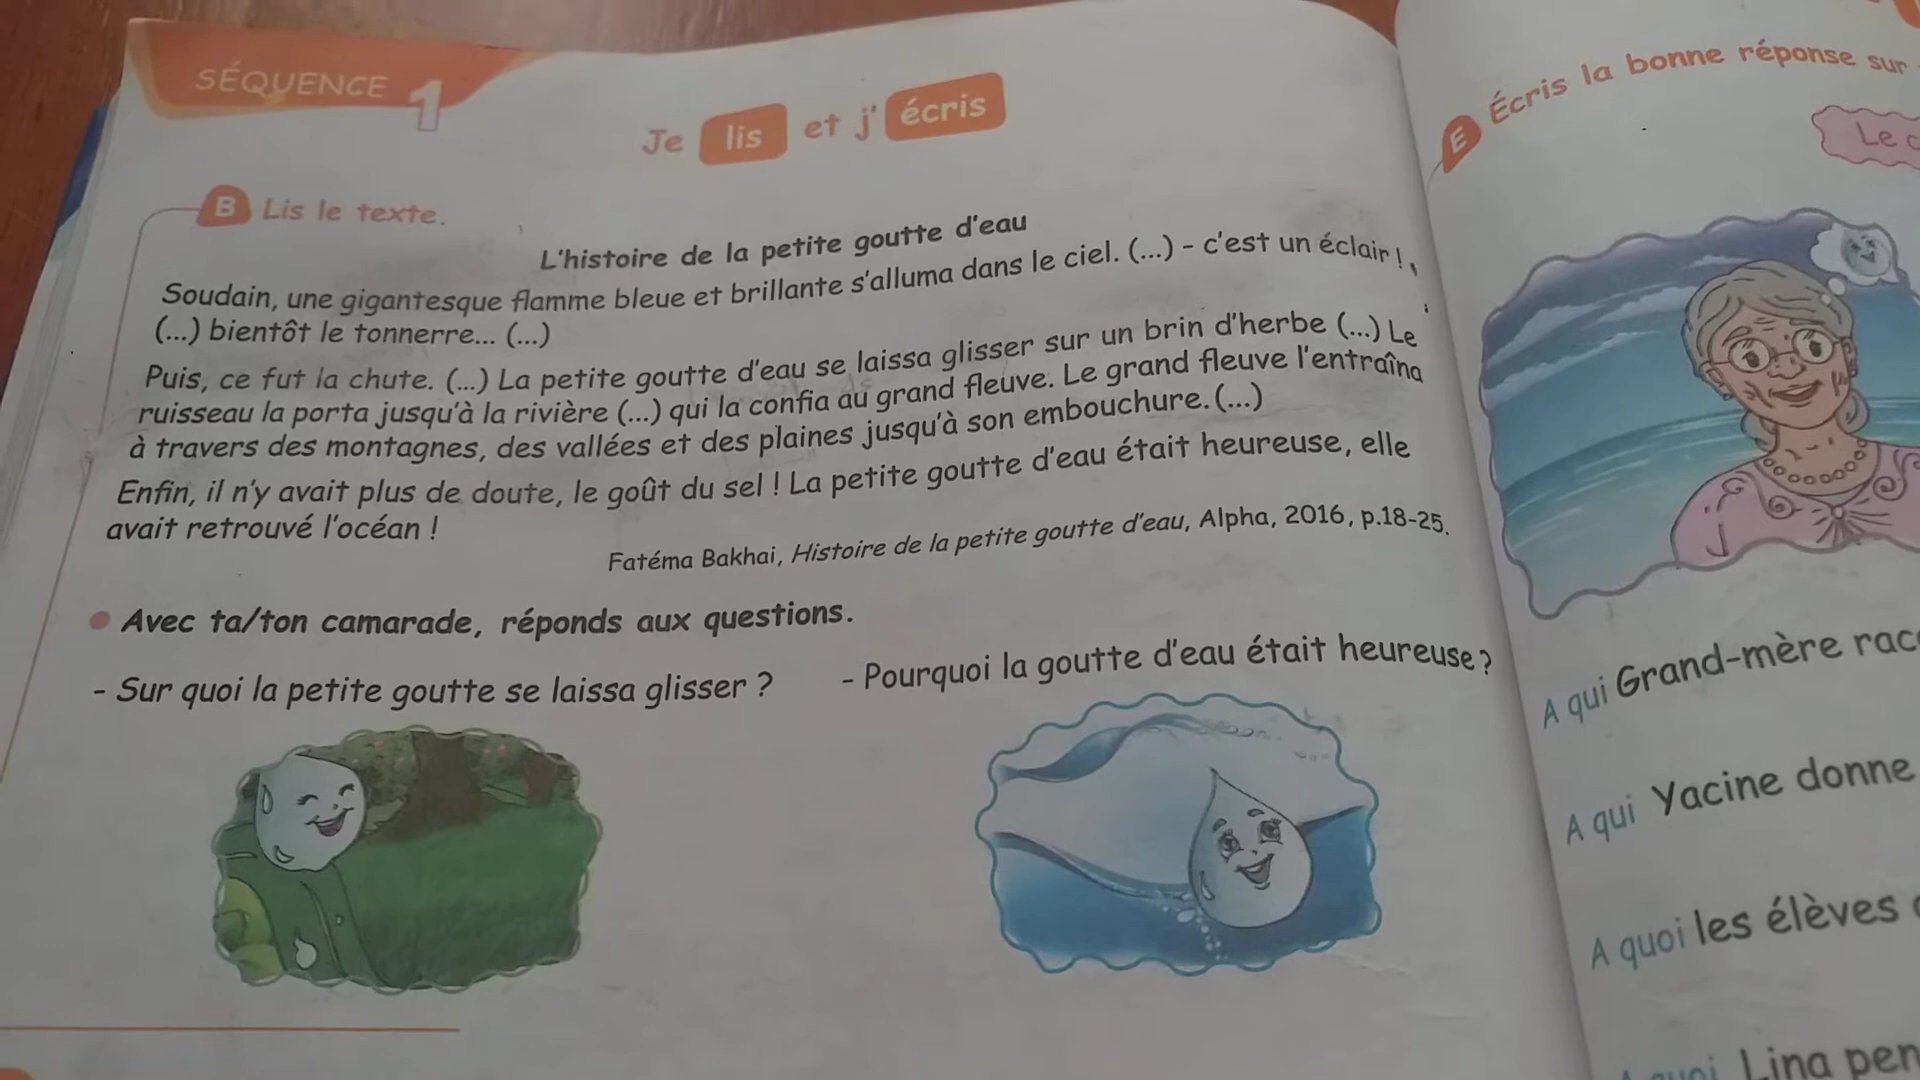 SÉQUENCE 1
Je lis et j'écris
B Lis le texte.
L'histoire de la petite goutte d'eau
Soudain, une gigantesque flamme bleue et brillante s'alluma dans le ciel. (...) - c'est un éclair !
(...) bientôt le tonnerre... (...)
Puis, ce fut la chute. (...) La petite goutte d'eau se laissa glisser sur un brin d'herbe (...) Le
ruisseau la porta jusqu'à la rivière (...) qui la confia au grand fleuve. Le grand fleuve l'entraîna
à travers des montagnes, des vallées et des plaines jusqu'à son embouchure. (...)
Enfin, il n'y avait plus de doute, le goût du sel ! La petite goutte d'eau était heureuse, elle
avait retrouvé l'océan !
Fatéma Bakhai, Histoire de la petite goutte d'eau, Alpha, 2016, p.18-25.
Avec ta/ton camarade, réponds aux questions.
- Sur quoi la petite goutte se laissa glisser ?
- Pourquoi la goutte d'eau était heureuse ?
E Écris la bonne réponse sur
Le
A qui Grand-mère
A qui Yacine donne
A quoi les élèves
Lina